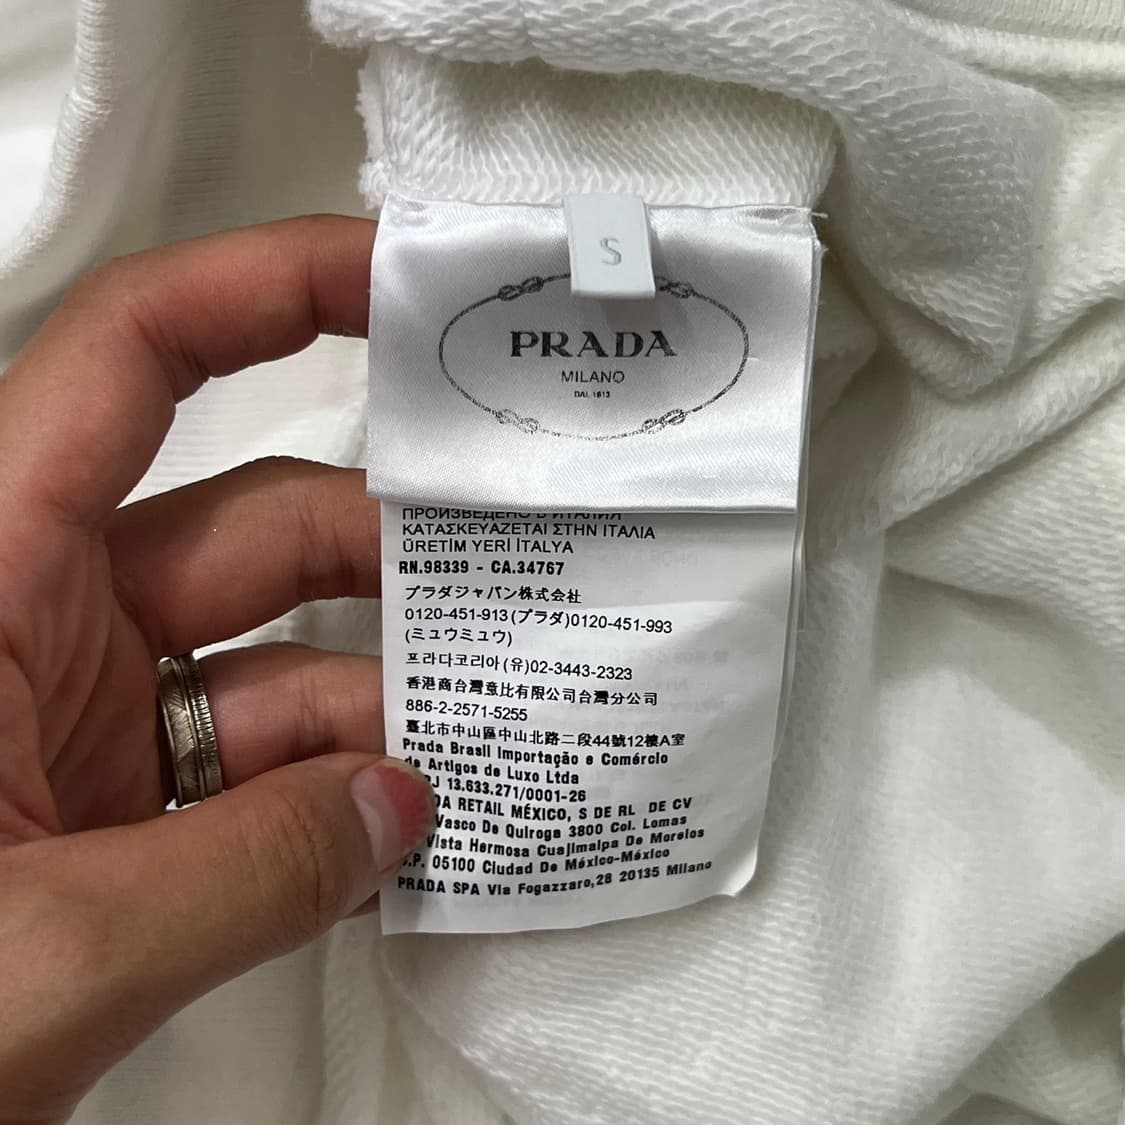 S
PRADA
MILANO
DAL 1913
ПРОИЗВЕДЕНО В ИТАЛИИ
ΚΑΤΑΣΚΕΥΑΖΕΤΑΙ ΣΤΗΝ ΙΤΑΛΙΑ
ÜRETİM YERİ İTALYA
RN.98339 - CA.34767
プラダジャパン株式会社
0120-451-913(プラダ)0120-451-993
(ミュウミュウ)
프라다코리아(유)02-3443-2323
香港商台灣意比有限公司台灣分公司
886-2-2571-5255
臺北市中山區中山北路二段44號12樓A室
Prada Brasil Importação e Comércio
de Artigos de Luxo Ltda
13.633.271/0001-26
RETAIL MÉXICO, S DE RL DE CV
Vasco De Quiroga 3800 Col. Lomas
Vista Hermosa Cuajimalpa De Morelos
05100 Ciudad De México-México
PRADA SPA Via Fogazzaro,28 20135 Milano